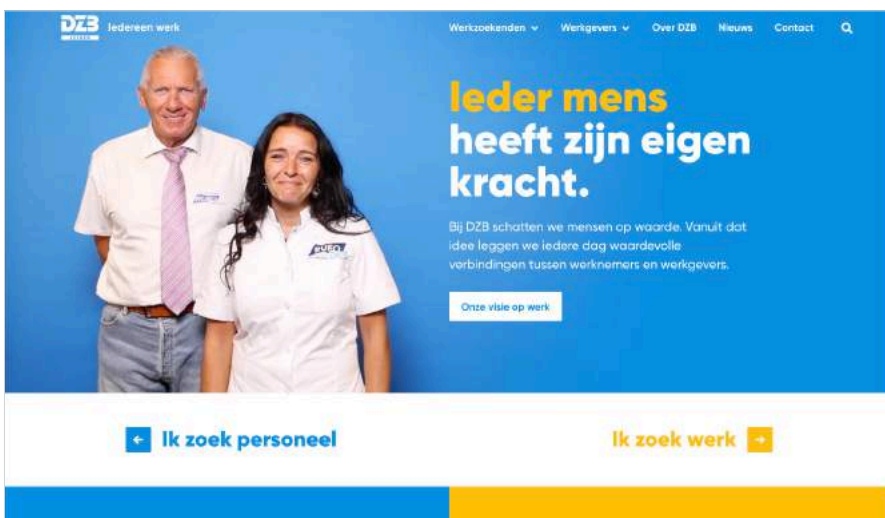 DZB Iedereen werk
LEIDEN
Werkzoekenden Werkgevers Over DZB Nieuws Contact
Ieder mens
heeft zijn eigen
kracht.
Bij DZB schatten we mensen op waarde. Vanuit dat
idee leggen we iedere dag waardevolle
verbindingen tussen werknemers en werkgevers.
Onze visie op werk
Ik zoek personeel
Ik zoek werk